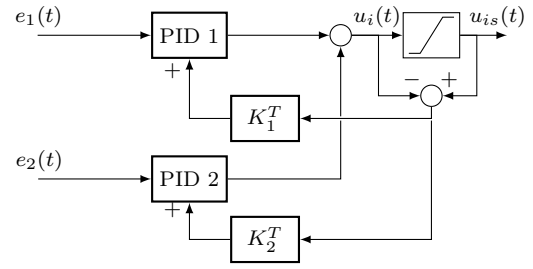 e₁(t) PID 1 uᵢ(t) uᵢₛ(t)
+ − +
K₁ᵀ
e₂(t) PID 2
+
K₂ᵀ